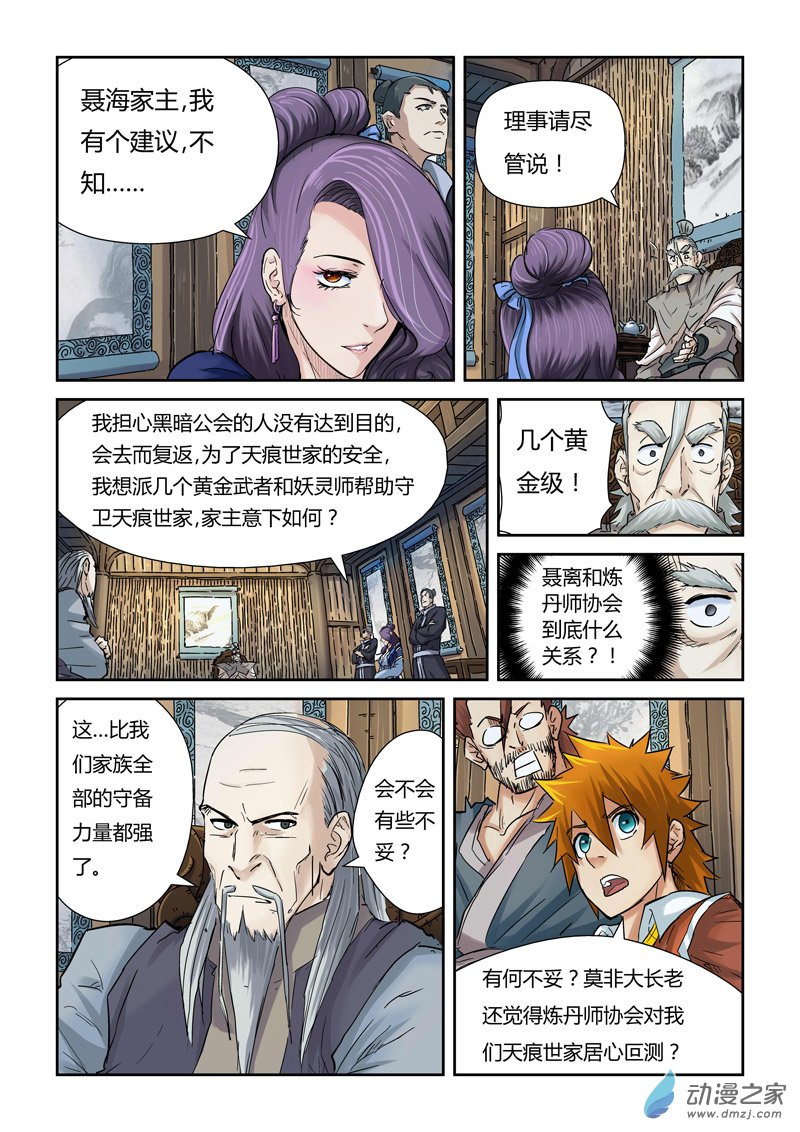 聂海家主,我
有个建议,不
知……
理事请尽
管说！
我担心黑暗公会的人没有达到目的,
会去而复返,为了天痕世家的安全,
我想派几个黄金武者和妖灵师帮助守
卫天痕世家,家主意下如何？
几个黄
金级！
聂离和炼
丹师协会
到底什么
关系？！
这…比我
们家族全
部的守备
力量都强
了。
会不会
有些不
妥？
有何不妥？莫非大长老
还觉得炼丹师协会对我
们天痕世家居心叵测？
动漫之家
www.dmzj.com